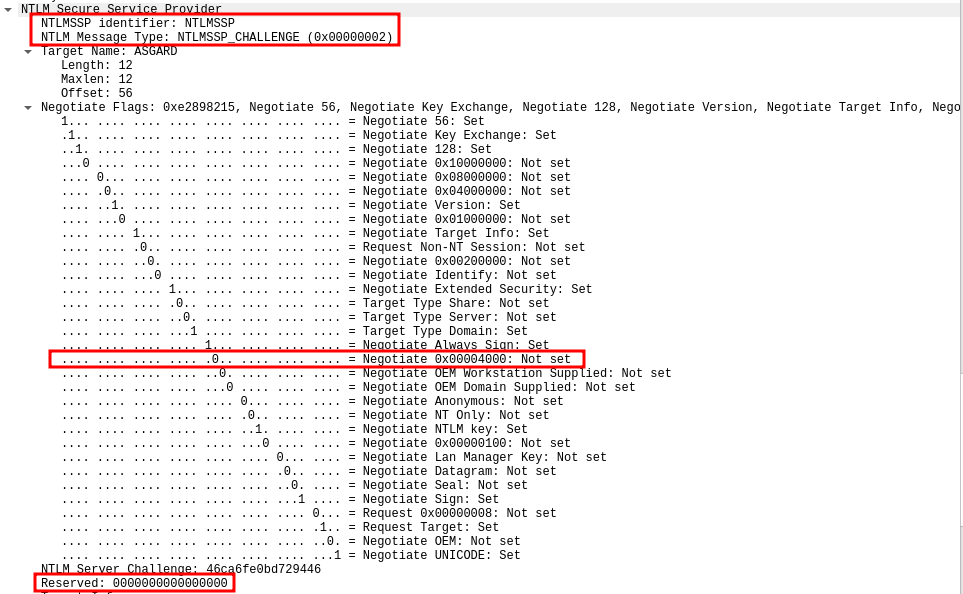 NTLM Secure Service Provider
NTLMSSP identifier: NTLMSSP
NTLM Message Type: NTLMSSP_CHALLENGE (0x00000002)
Target Name: ASGARD
Length: 12
Maxlen: 12
Offset: 56
Negotiate Flags: 0xe2898215, Negotiate 56, Negotiate Key Exchange, Negotiate 128, Negotiate Version, Negotiate Target Info, Nego
1... .... .... .... .... .... .... .... = Negotiate 56: Set
.1.. .... .... .... .... .... .... .... = Negotiate Key Exchange: Set
..1. .... .... .... .... .... .... .... = Negotiate 128: Set
...0 .... .... .... .... .... .... .... = Negotiate 0x10000000: Not set
.... 0... .... .... .... .... .... .... = Negotiate 0x08000000: Not set
.... .0.. .... .... .... .... .... .... = Negotiate 0x04000000: Not set
.... ..1. .... .... .... .... .... .... = Negotiate Version: Set
.... ...0 .... .... .... .... .... .... = Negotiate 0x01000000: Not set
.... .... 1... .... .... .... .... .... = Negotiate Target Info: Set
.... .... .0.. .... .... .... .... .... = Request Non-NT Session: Not set
.... .... ..0. .... .... .... .... .... = Negotiate 0x00200000: Not set
.... .... ...0 .... .... .... .... .... = Negotiate Identify: Not set
.... .... .... 1... .... .... .... .... = Negotiate Extended Security: Set
.... .... .... .0.. .... .... .... .... = Target Type Share: Not set
.... .... .... ..0. .... .... .... .... = Target Type Server: Not set
.... .... .... ...1 .... .... .... .... = Target Type Domain: Set
.... .... .... .... 1... .... .... .... = Negotiate Always Sign: Set
.... .... .... .... .0.. .... .... .... = Negotiate 0x00004000: Not set
.... .... .... .... ..0. .... .... .... = Negotiate OEM Workstation Supplied: Not set
.... .... .... .... ...0 .... .... .... = Negotiate OEM Domain Supplied: Not set
.... .... .... .... .... 0... .... .... = Negotiate Anonymous: Not set
.... .... .... .... .... .0.. .... .... = Negotiate NT Only: Not set
.... .... .... .... .... ..1. .... .... = Negotiate NTLM key: Set
.... .... .... .... .... ...0 .... .... = Negotiate 0x00000100: Not set
.... .... .... .... .... .... 0... .... = Negotiate Lan Manager Key: Not set
.... .... .... .... .... .... .0.. .... = Negotiate Datagram: Not set
.... .... .... .... .... .... ..0. .... = Negotiate Seal: Not set
.... .... .... .... .... .... ...1 .... = Negotiate Sign: Set
.... .... .... .... .... .... .... 0... = Request 0x00000008: Not set
.... .... .... .... .... .... .... .1.. = Request Target: Set
.... .... .... .... .... .... .... ..0. = Negotiate OEM: Not set
.... .... .... .... .... .... .... ...1 = Negotiate UNICODE: Set
NTLM Server Challenge: 46ca6fe0bd729446
Reserved: 0000000000000000